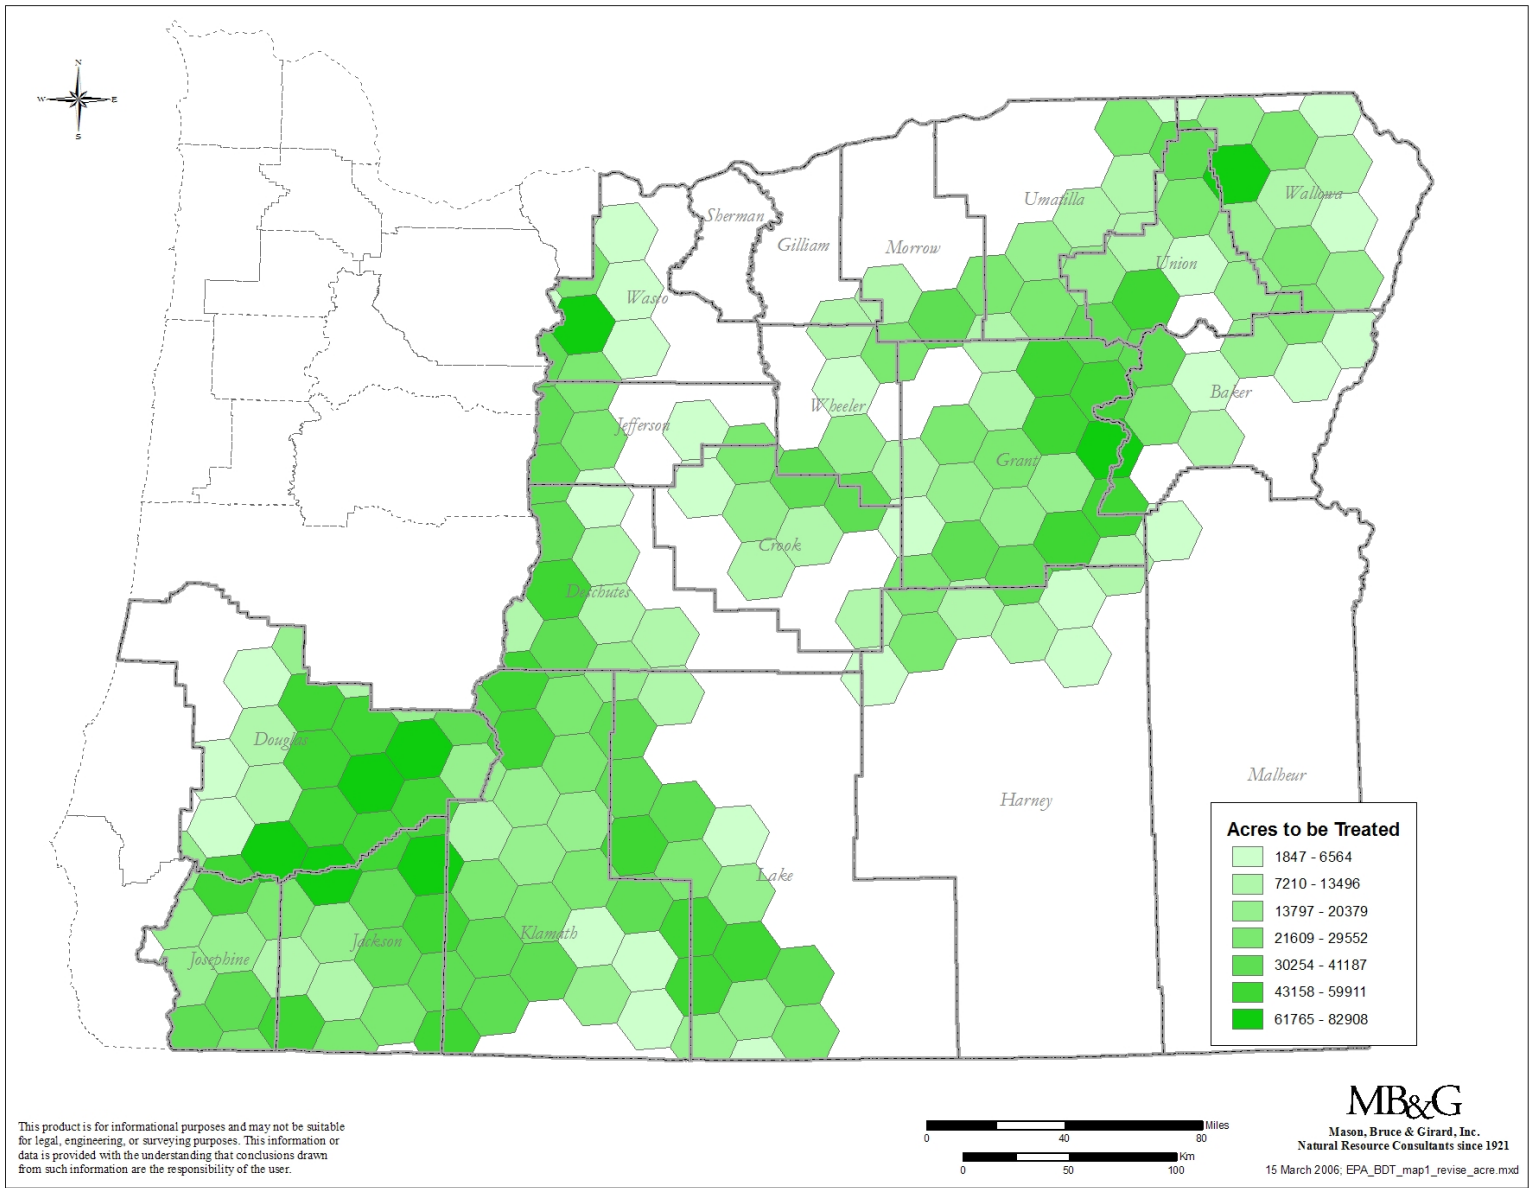 N
W E
S
Sherman
Gilliam
Morrow
Umatilla
Wallowa
Union
Wasco
Jefferson
Wheeler
Baker
Grant
Crook
Deschutes
Douglas
Harney
Malheur
Lake
Klamath
Jackson
Josephine
Acres to be Treated
1847 - 6564
7210 - 13496
13797 - 20379
21609 - 29552
30254 - 41187
43158 - 59911
61765 - 82908
This product is for informational purposes and may not be suitable
for legal, engineering, or surveying purposes. This information or
data is provided with the understanding that conclusions drawn
from such information are the responsibility of the user.
Miles
0 40 80
Km
0 50 100
MB&G
Mason, Bruce & Girard, Inc.
Natural Resource Consultants since 1921
15 March 2006; EPA_BDT_map1_revise_acre.mxd